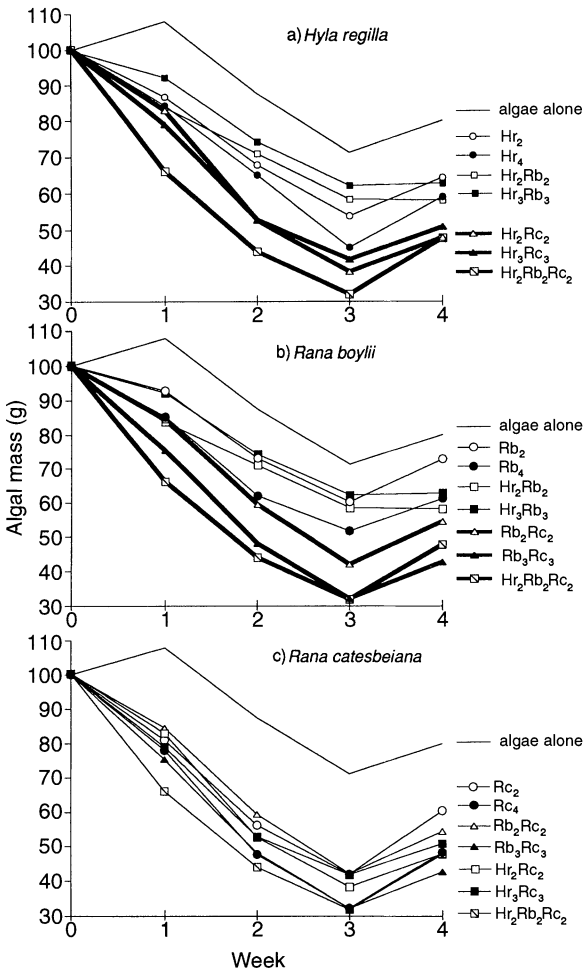 110
100
90
80
70
60
50
40
30
0 1 2 3 4
a) Hyla regilla
algae alone
Hr2
Hr4
Hr2Rb2
Hr3Rb3
Hr2Rc2
Hr3Rc3
Hr2Rb2Rc2
Algal mass (g)
110
100
90
80
70
60
50
40
30
0 1 2 3 4
b) Rana boylii
algae alone
Rb2
Rb4
Hr2Rb2
Hr3Rb3
Rb2Rc2
Rb3Rc3
Hr2Rb2Rc2
110
100
90
80
70
60
50
40
30
0 1 2 3 4
c) Rana catesbeiana
algae alone
Rc2
Rc4
Rb2Rc2
Rb3Rc3
Hr2Rc2
Hr3Rc3
Hr2Rb2Rc2
Week